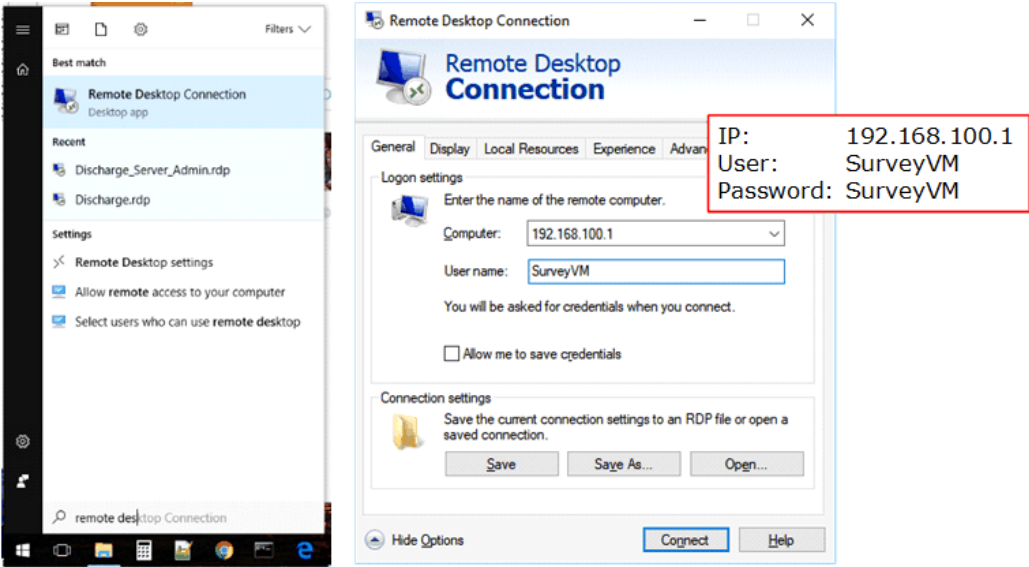 Filters
Best match
Remote Desktop Connection
Desktop app
Recent
Discharge_Server_Admin.rdp
Discharge.rdp
Settings
Remote Desktop settings
Allow remote access to your computer
Select users who can use remote desktop
remote desktop Connection
Remote Desktop Connection
Remote Desktop
Connection
General Display Local Resources Experience Advan
IP: 192.168.100.1
User: SurveyVM
Password: SurveyVM
Logon settings
Enter the name of the remote computer.
Computer: 192.168.100.1
User name: SurveyVM
You will be asked for credentials when you connect.
Allow me to save credentials
Connection settings
Save the current connection settings to an RDP file or open a
saved connection.
Save Save As... Open...
Hide Options Connect Help